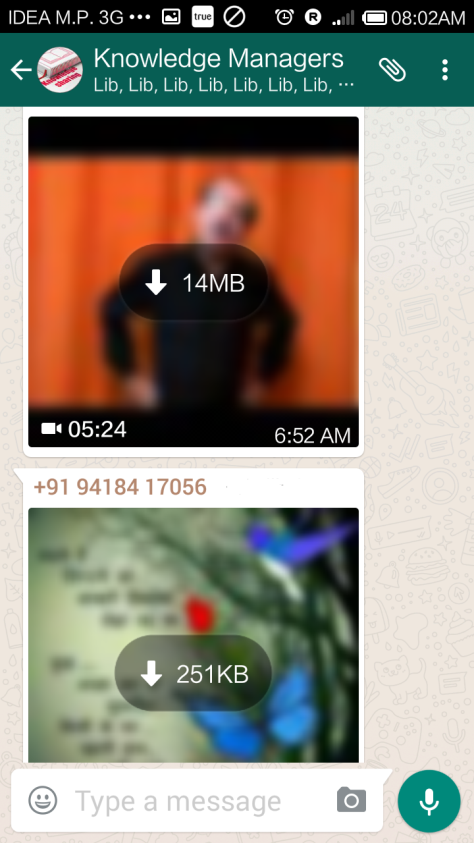 IDEA M.P. 3G ••• true R 08:02AM
Knowledge Managers
Lib, Lib, Lib, Lib, Lib, Lib, Lib, ...
14MB
05:24
6:52 AM
+91 94184 17056
251KB
Type a message